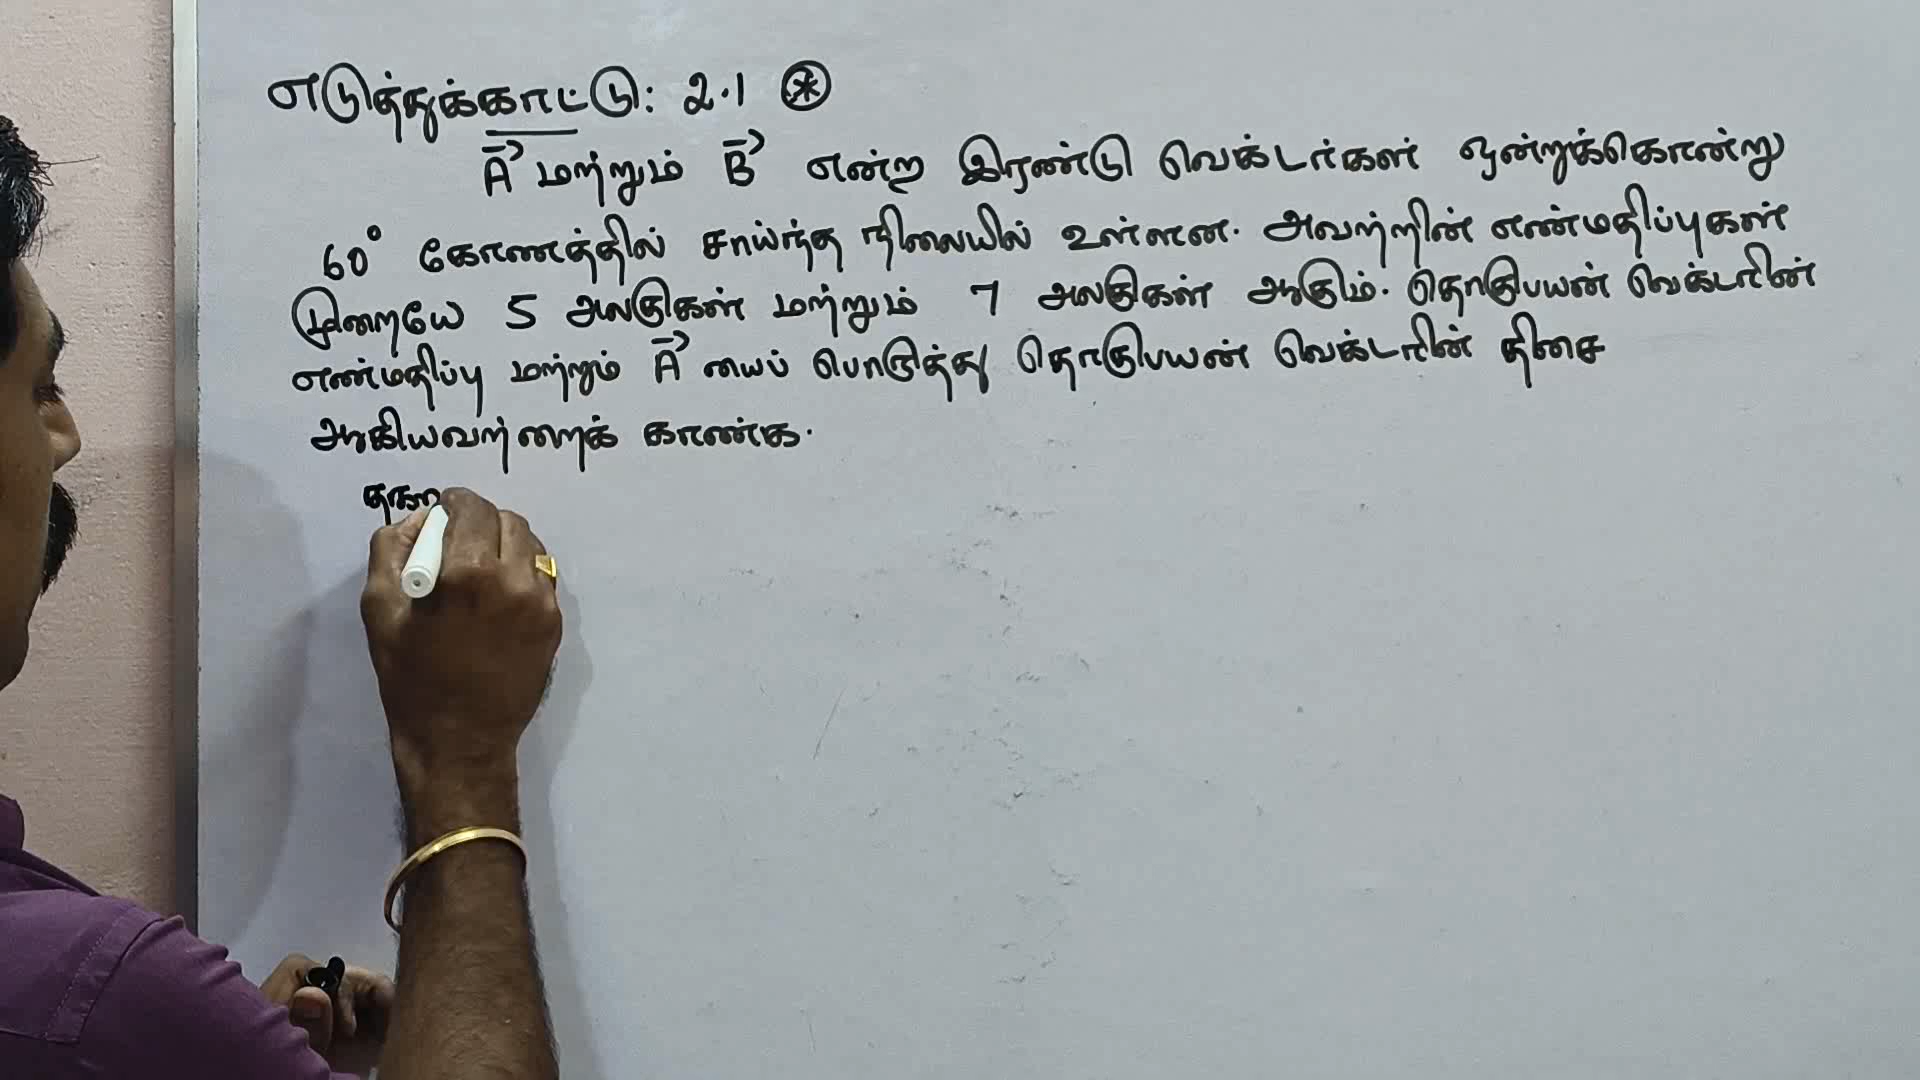 எடுத்துக்காட்டு: 2.1 ⊛
A⃗ மற்றும் B⃗ என்ற இரண்டு வெக்டர்கள் ஒன்றுக்கொன்று
60° கோணத்தில் சாய்ந்த நிலையில் உள்ளன. அவற்றின் எண்மதிப்புகள்
முறையே 5 அலகுகள் மற்றும் 7 அலகுகள் ஆகும். தொகுபயன் வெக்டரின்
எண்மதிப்பு மற்றும் A⃗ யைப் பொருத்து தொகுபயன் வெக்டரின் திசை
ஆகியவற்றைக் காண்க.